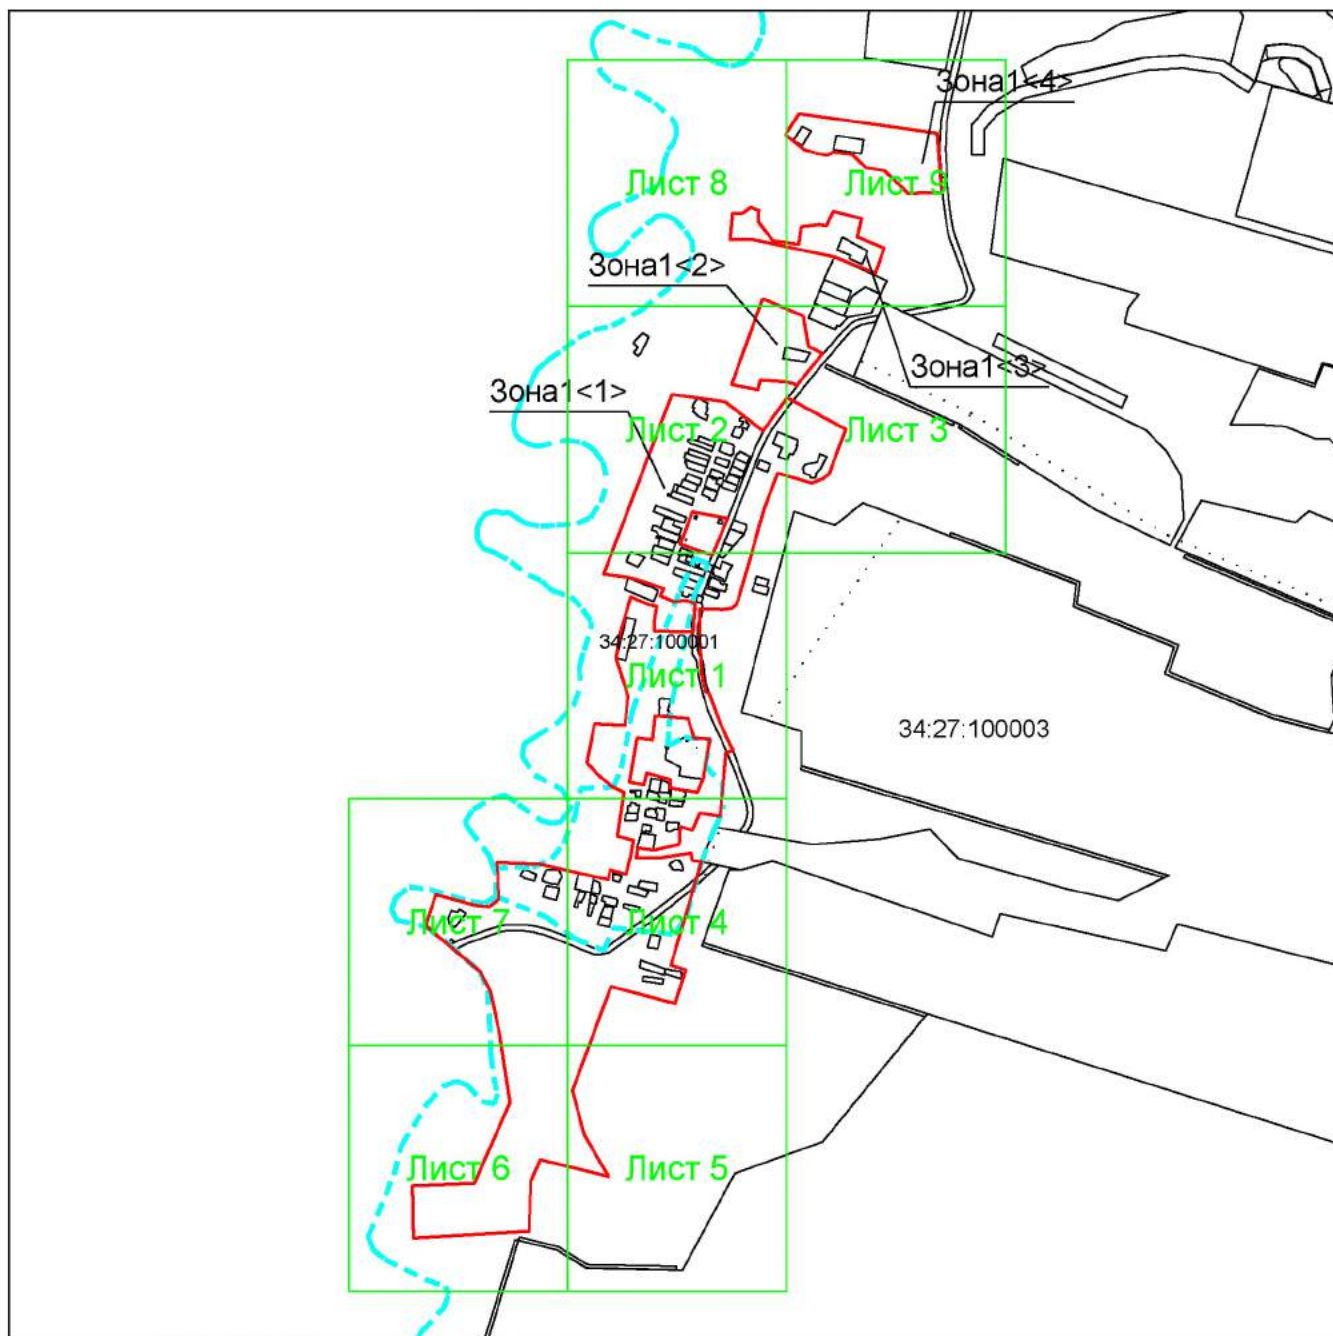 Зона1<4>
Лист 8
Лист 9
Зона1<2>
Зона1<3>
Зона1<1>
Лист 2
Лист 3
34:27:100001
Лист 1
34:27:100003
Лист 7
Лист 4
Лист 6
Лист 5